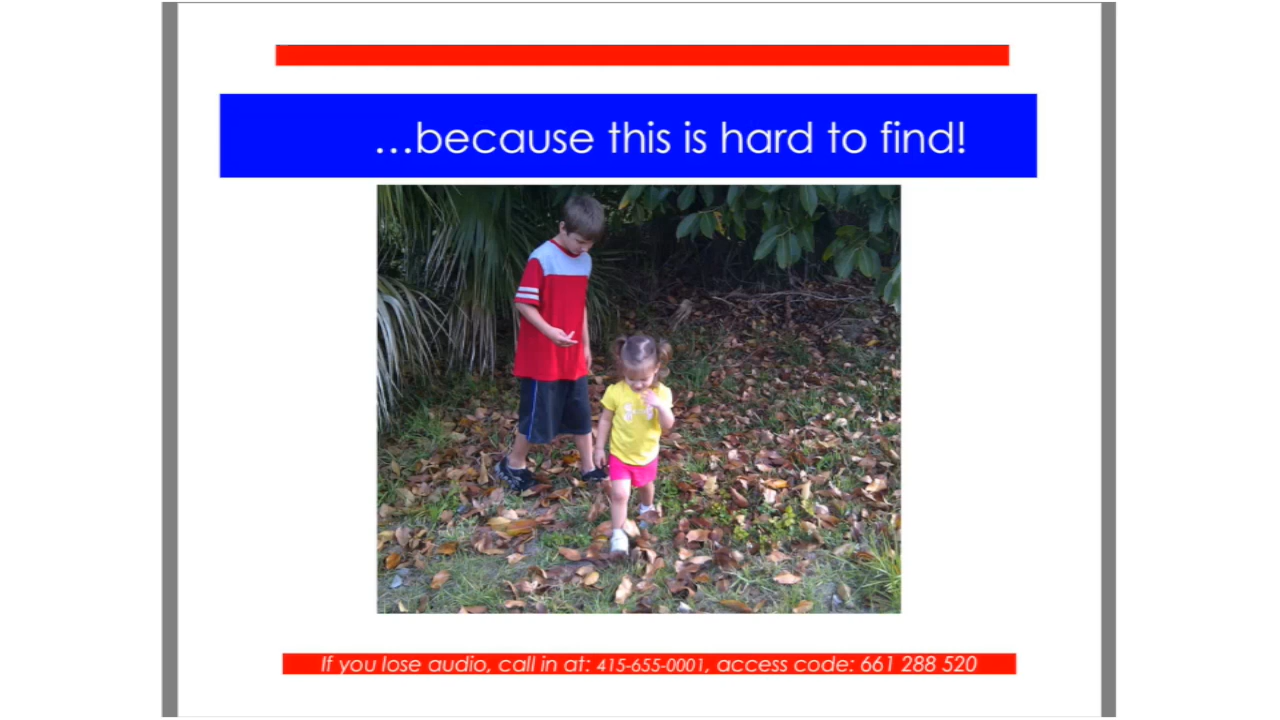 …because this is hard to find!
If you lose audio, call in at: 415-655-0001, access code: 661 288 520